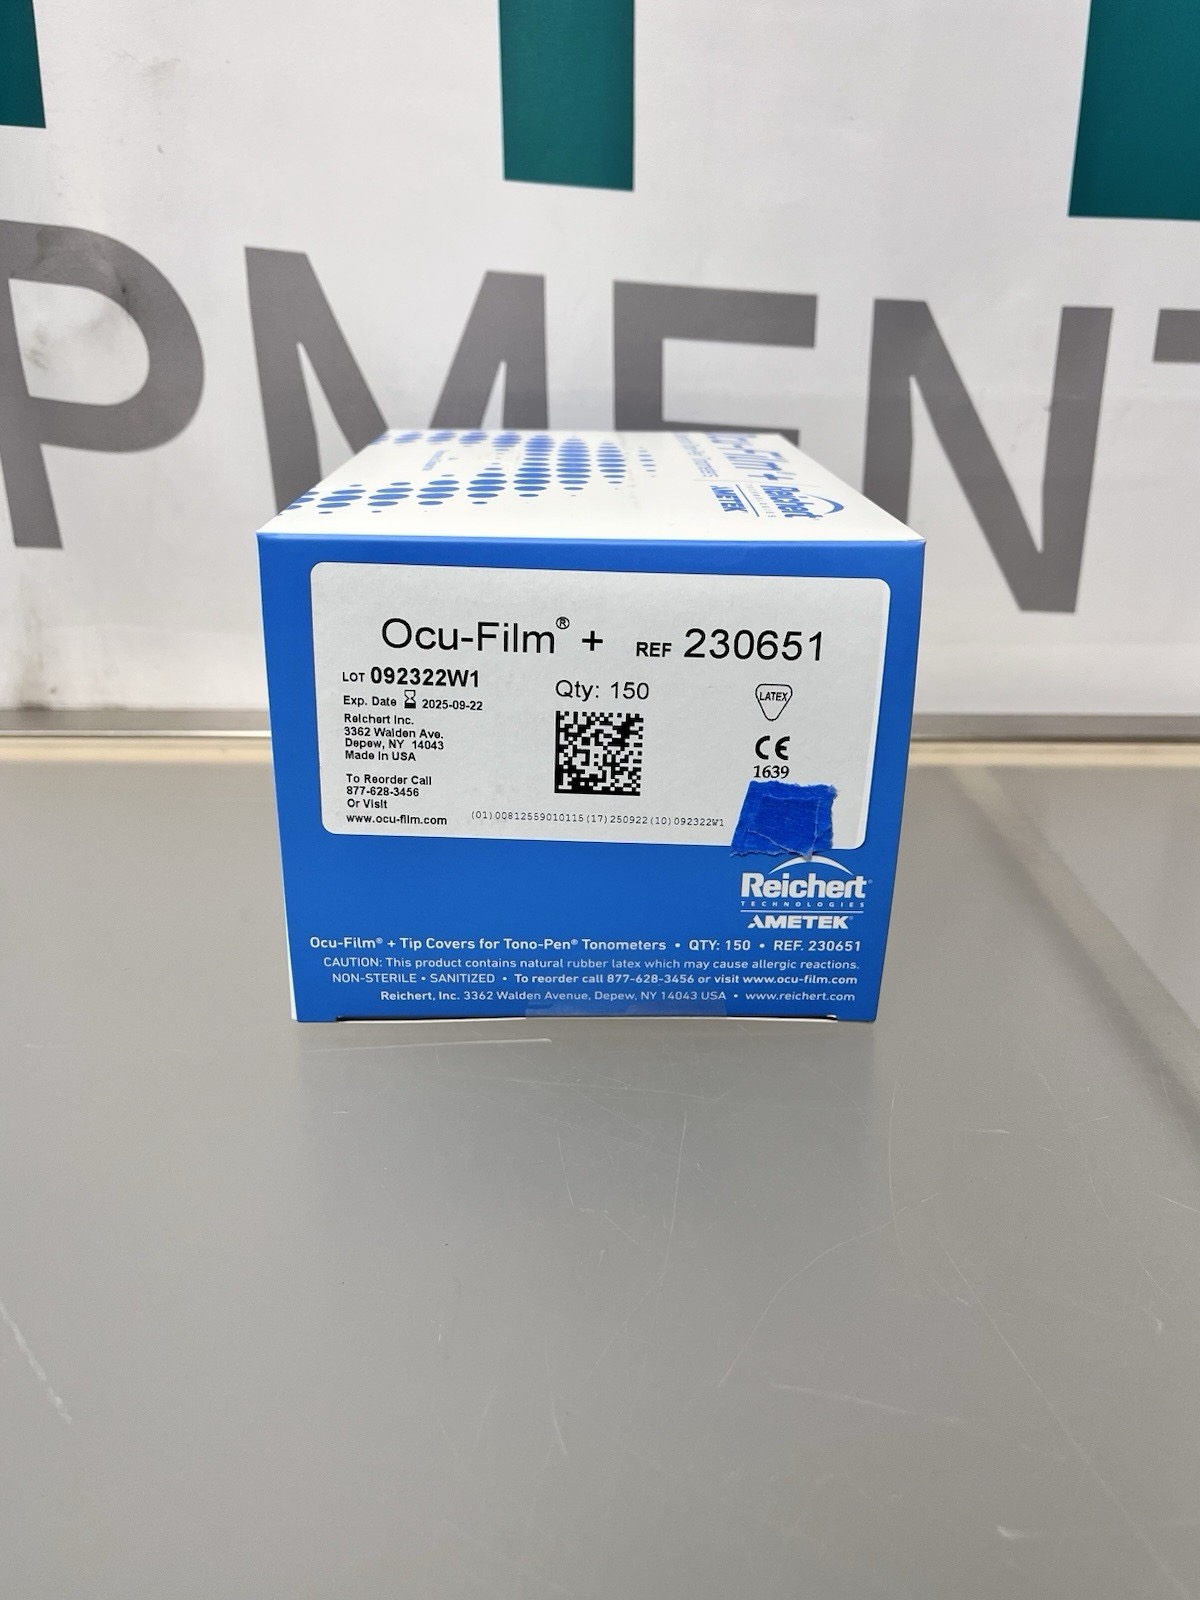 PMENT
Ocu-Film® +
Reichert
AMETEK
Ocu-Film® + REF 230651
LOT 092322W1
Exp. Date 2025-09-22
Reichert Inc.
3362 Walden Ave.
Depew, NY 14043
Made In USA
To Reorder Call
877-628-3456
Or Visit
www.ocu-film.com
Qty: 150
(01)00812559010115(17)250922(10)092322W1
LATEX
CE
1639
Reichert®
TECHNOLOGIES
AMETEK®
Ocu-Film® + Tip Covers for Tono-Pen® Tonometers • QTY: 150 • REF. 230651
CAUTION: This product contains natural rubber latex which may cause allergic reactions.
NON-STERILE • SANITIZED • To reorder call 877-628-3456 or visit www.ocu-film.com
Reichert, Inc. 3362 Walden Avenue, Depew, NY 14043 USA • www.reichert.com